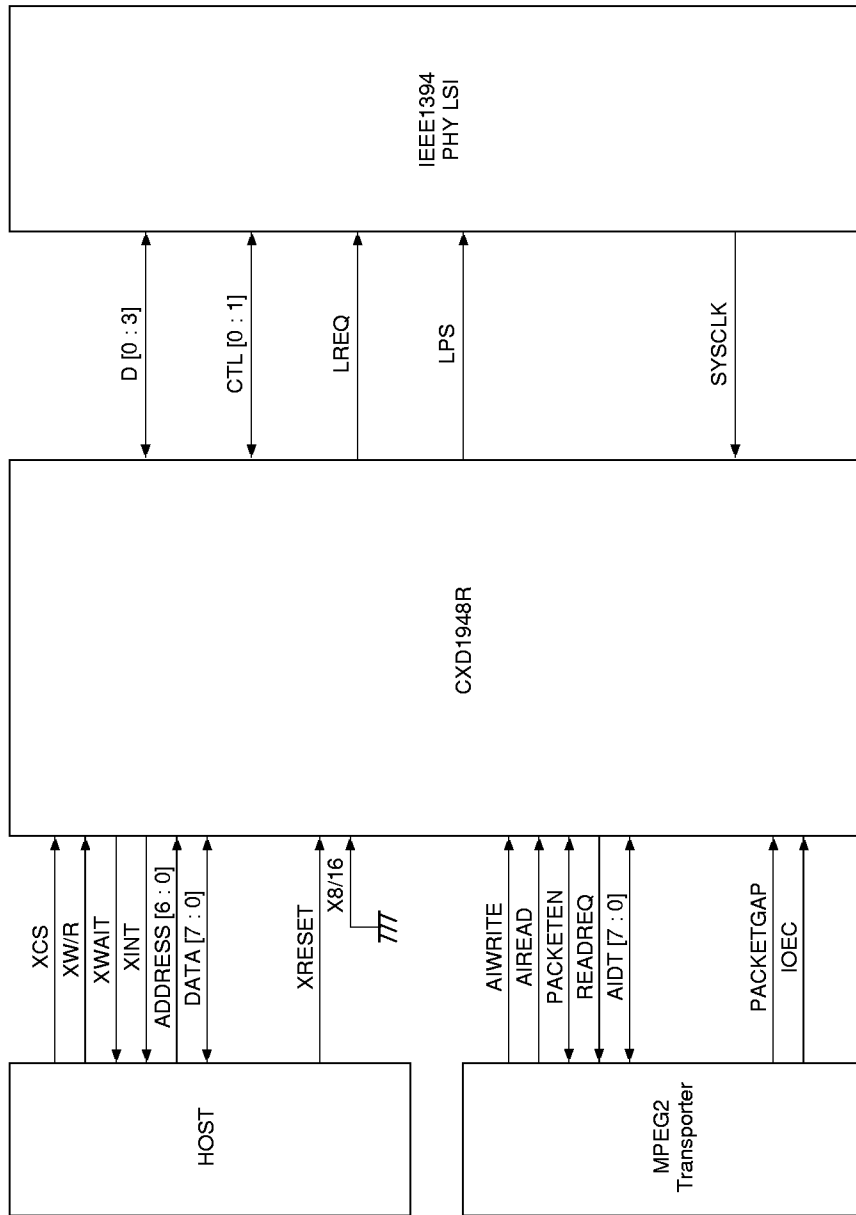 HOST
XCS
XW/R
XWAIT
XINT
ADDRESS [6 : 0]
DATA [7 : 0]
XRESET
X8/16
MPEG2
Transporter
AIWRITE
AIREAD
PACKETEN
READREQ
AIDT [7 : 0]
PACKETGAP
IOEC
CXD1948R
D [0 : 3]
CTL [0 : 1]
LREQ
LPS
SYSCLK
IEEE1394
PHY LSI